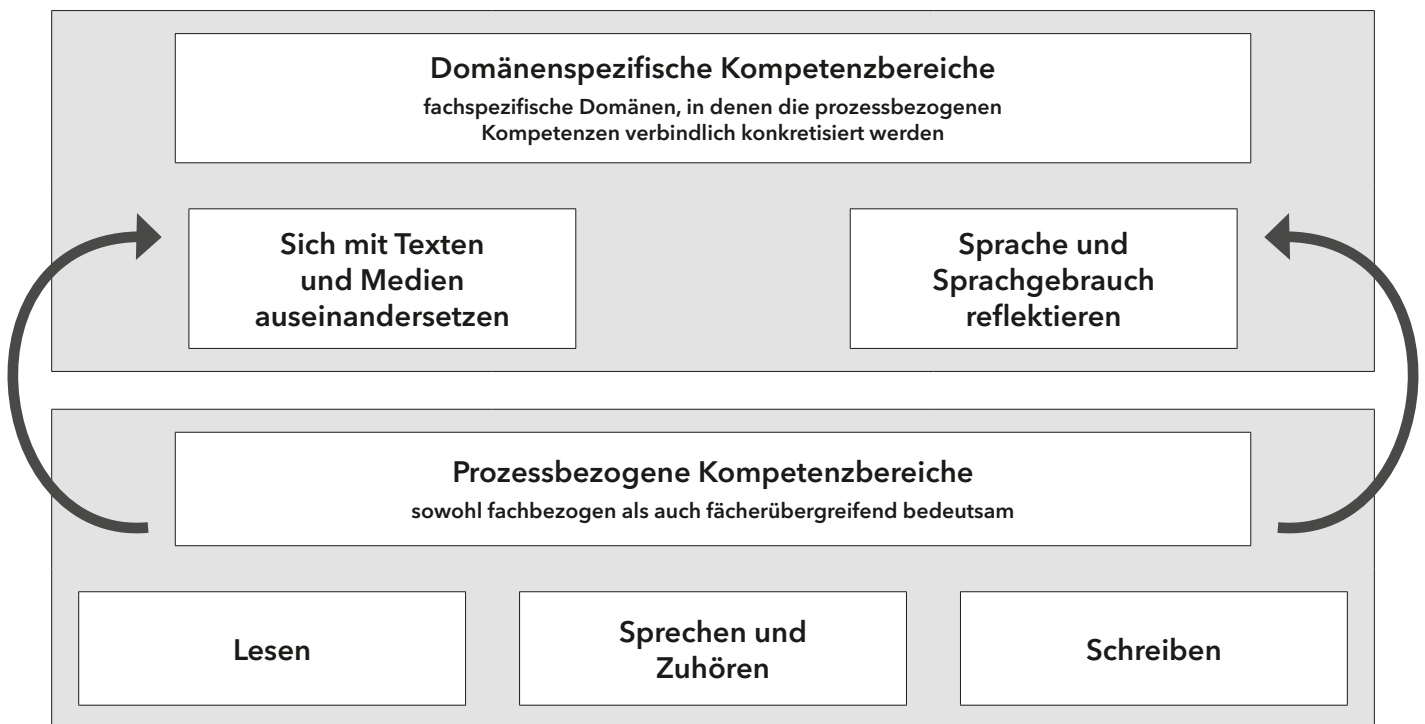 Domänenspezifische Kompetenzbereiche
fachspezifische Domänen, in denen die prozessbezogenen
Kompetenzen verbindlich konkretisiert werden
Sich mit Texten
und Medien
auseinandersetzen
Sprache und
Sprachgebrauch
reflektieren
Prozessbezogene Kompetenzbereiche
sowohl fachbezogen als auch fächerübergreifend bedeutsam
Lesen
Sprechen und
Zuhören
Schreiben